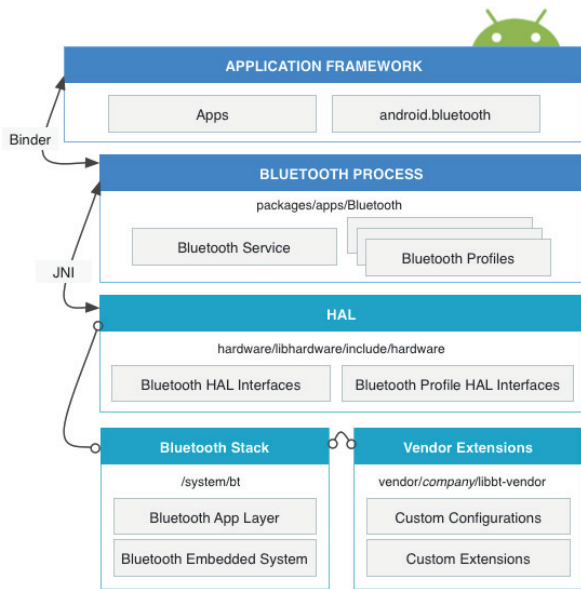 APPLICATION FRAMEWORK
Apps
android.bluetooth
Binder
BLUETOOTH PROCESS
packages/apps/Bluetooth
Bluetooth Service
Bluetooth Profiles
JNI
HAL
hardware/libhardware/include/hardware
Bluetooth HAL Interfaces
Bluetooth Profile HAL Interfaces
Bluetooth Stack
/system/bt
Bluetooth App Layer
Bluetooth Embedded System
Vendor Extensions
vendor/company/libbt-vendor
Custom Configurations
Custom Extensions